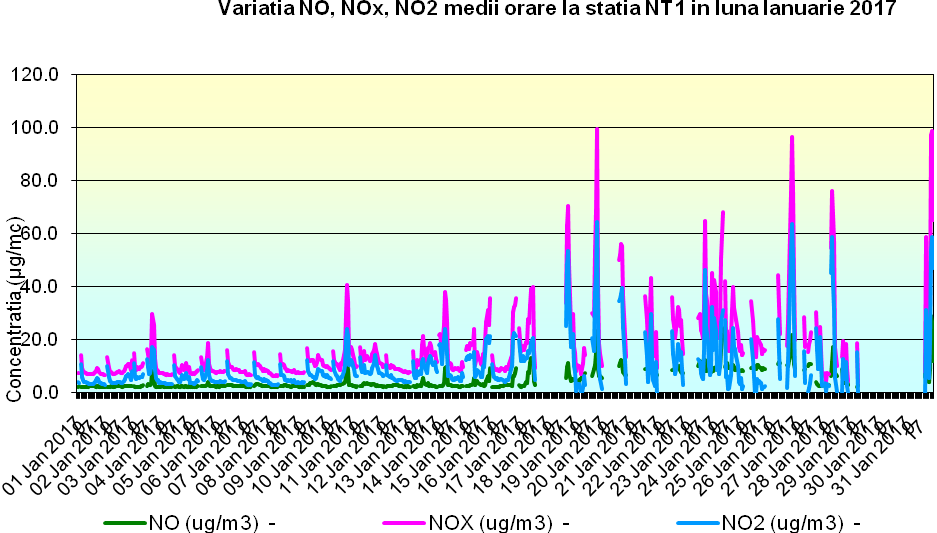 Variatia NO, NOx, NO2 medii orare la statia NT1 in luna Ianuarie 2017
Concentratia (µg/mc)
120.0
100.0
80.0
60.0
40.0
20.0
0.0
01 Jan 2017
02 Jan 2017
03 Jan 2017
04 Jan 2017
05 Jan 2017
06 Jan 2017
07 Jan 2017
08 Jan 2017
09 Jan 2017
10 Jan 2017
11 Jan 2017
12 Jan 2017
13 Jan 2017
14 Jan 2017
15 Jan 2017
16 Jan 2017
17 Jan 2017
18 Jan 2017
19 Jan 2017
20 Jan 2017
21 Jan 2017
22 Jan 2017
23 Jan 2017
24 Jan 2017
25 Jan 2017
26 Jan 2017
27 Jan 2017
28 Jan 2017
29 Jan 2017
30 Jan 2017
31 Jan 2017
17
NO (ug/m3) -
NOX (ug/m3) -
NO2 (ug/m3) -